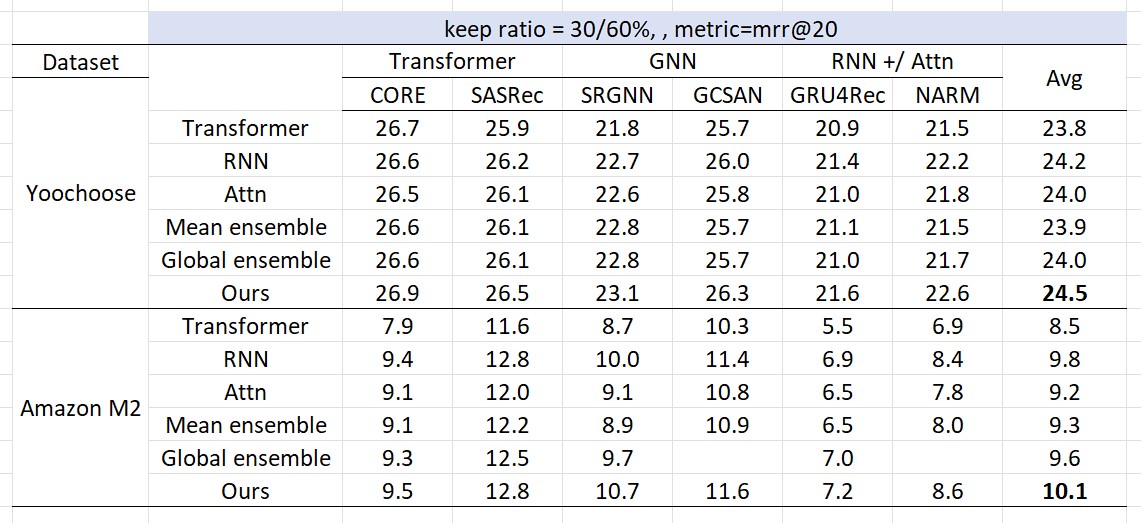 keep ratio = 30/60%, , metric=mrr@20
Dataset Transformer GNN RNN +/ Attn Avg
CORE SASRec SRGNN GCSAN GRU4Rec NARM
Yoochoose
Transformer 26.7 25.9 21.8 25.7 20.9 21.5 23.8
RNN 26.6 26.2 22.7 26.0 21.4 22.2 24.2
Attn 26.5 26.1 22.6 25.8 21.0 21.8 24.0
Mean ensemble 26.6 26.1 22.8 25.7 21.1 21.5 23.9
Global ensemble 26.6 26.1 22.8 25.7 21.0 21.7 24.0
Ours 26.9 26.5 23.1 26.3 21.6 22.6 24.5
Amazon M2
Transformer 7.9 11.6 8.7 10.3 5.5 6.9 8.5
RNN 9.4 12.8 10.0 11.4 6.9 8.4 9.8
Attn 9.1 12.0 9.1 10.8 6.5 7.8 9.2
Mean ensemble 9.1 12.2 8.9 10.9 6.5 8.0 9.3
Global ensemble 9.3 12.5 9.7 7.0 9.6
Ours 9.5 12.8 10.7 11.6 7.2 8.6 10.1